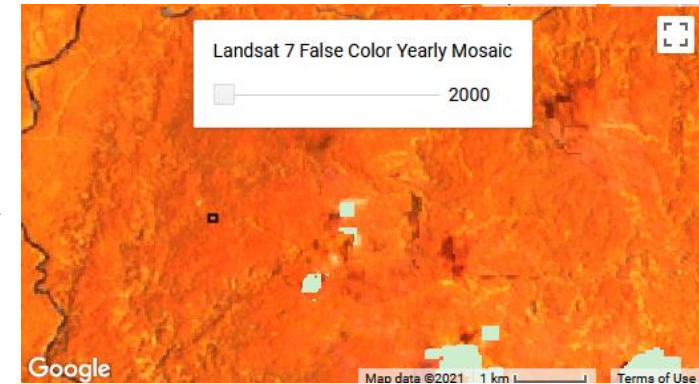 Landsat 7 False Color Yearly Mosaic
2000
Google
Map data ©2021 1 km Terms of Use